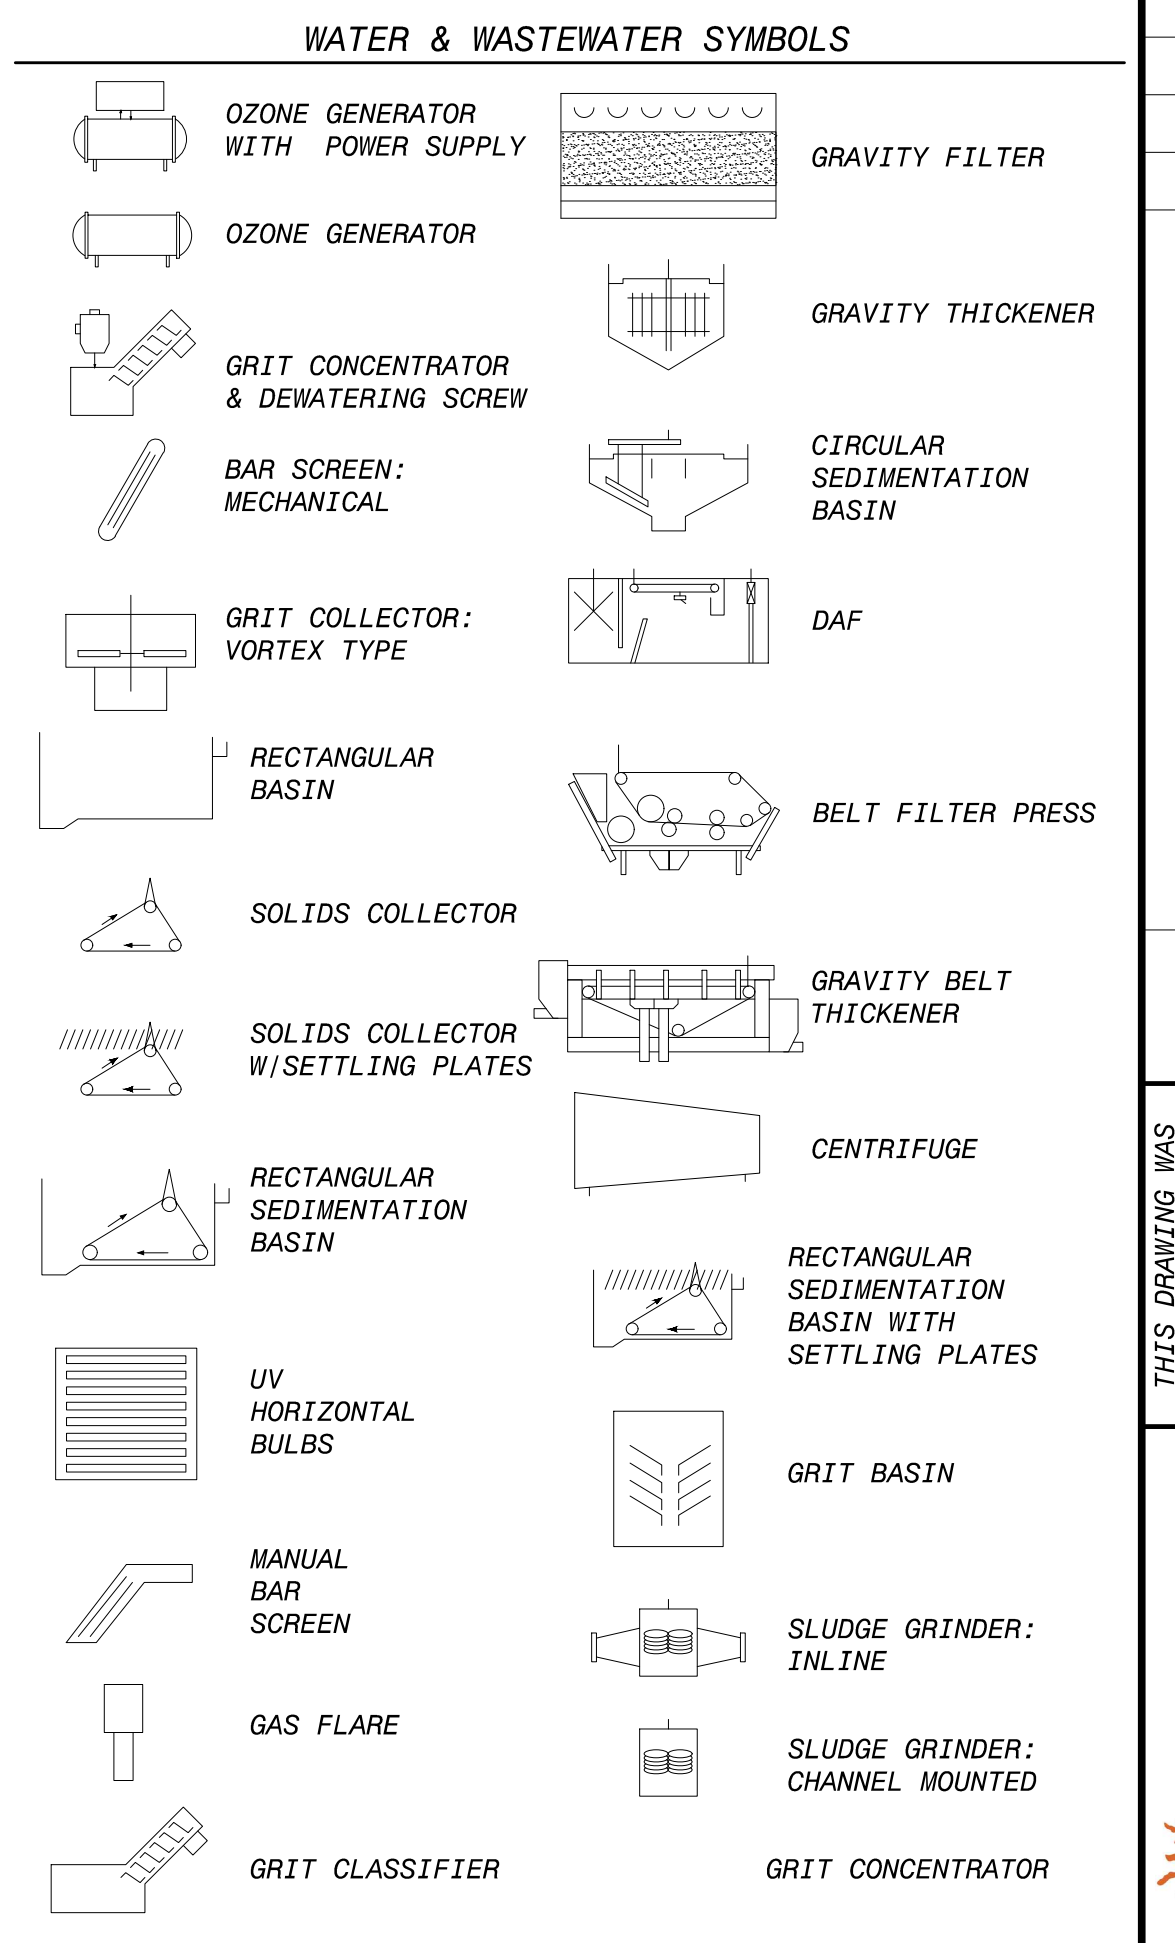 WATER & WASTEWATER SYMBOLS
OZONE GENERATOR
WITH POWER SUPPLY
OZONE GENERATOR
GRIT CONCENTRATOR
& DEWATERING SCREW
BAR SCREEN:
MECHANICAL
GRIT COLLECTOR:
VORTEX TYPE
RECTANGULAR
BASIN
SOLIDS COLLECTOR
SOLIDS COLLECTOR
W/SETTLING PLATES
RECTANGULAR
SEDIMENTATION
BASIN
UV
HORIZONTAL
BULBS
MANUAL
BAR
SCREEN
GAS FLARE
GRIT CLASSIFIER
GRAVITY FILTER
GRAVITY THICKENER
CIRCULAR
SEDIMENTATION
BASIN
DAF
BELT FILTER PRESS
GRAVITY BELT
THICKENER
CENTRIFUGE
RECTANGULAR
SEDIMENTATION
BASIN WITH
SETTLING PLATES
GRIT BASIN
SLUDGE GRINDER:
INLINE
SLUDGE GRINDER:
CHANNEL MOUNTED
GRIT CONCENTRATOR
THIS DRAWING WAS